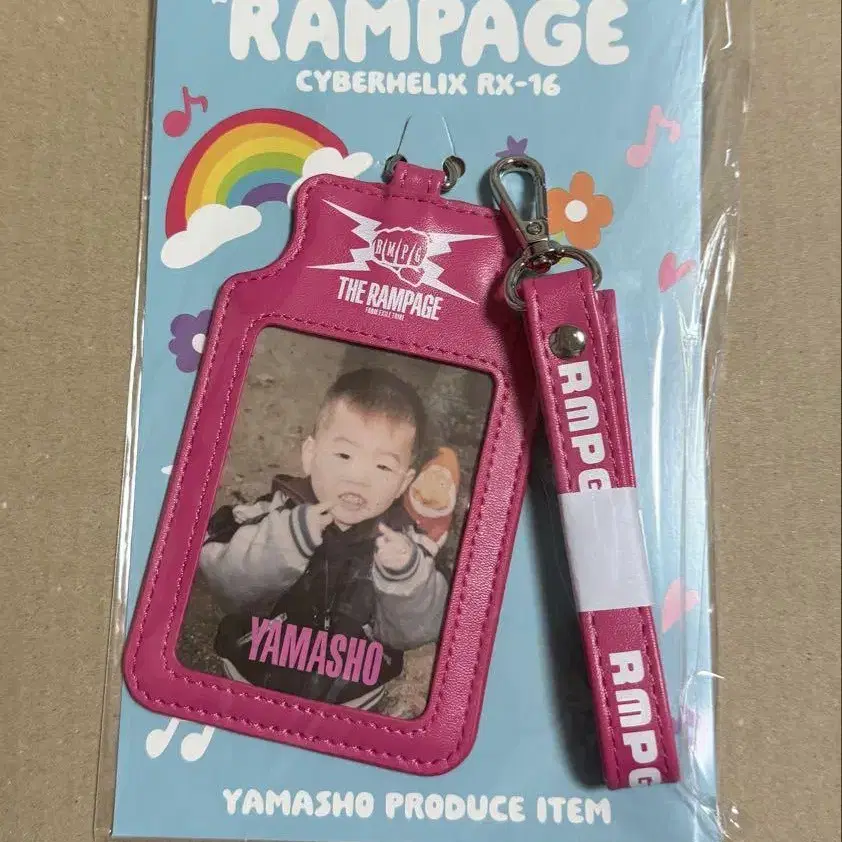 RAMPAGE
CYBERHELIX RX-16
RMPG
THE RAMPAGE
FROM EXILE TRIBE
YAMASHO
RMPG
RMPG
YAMASHO PRODUCE ITEM